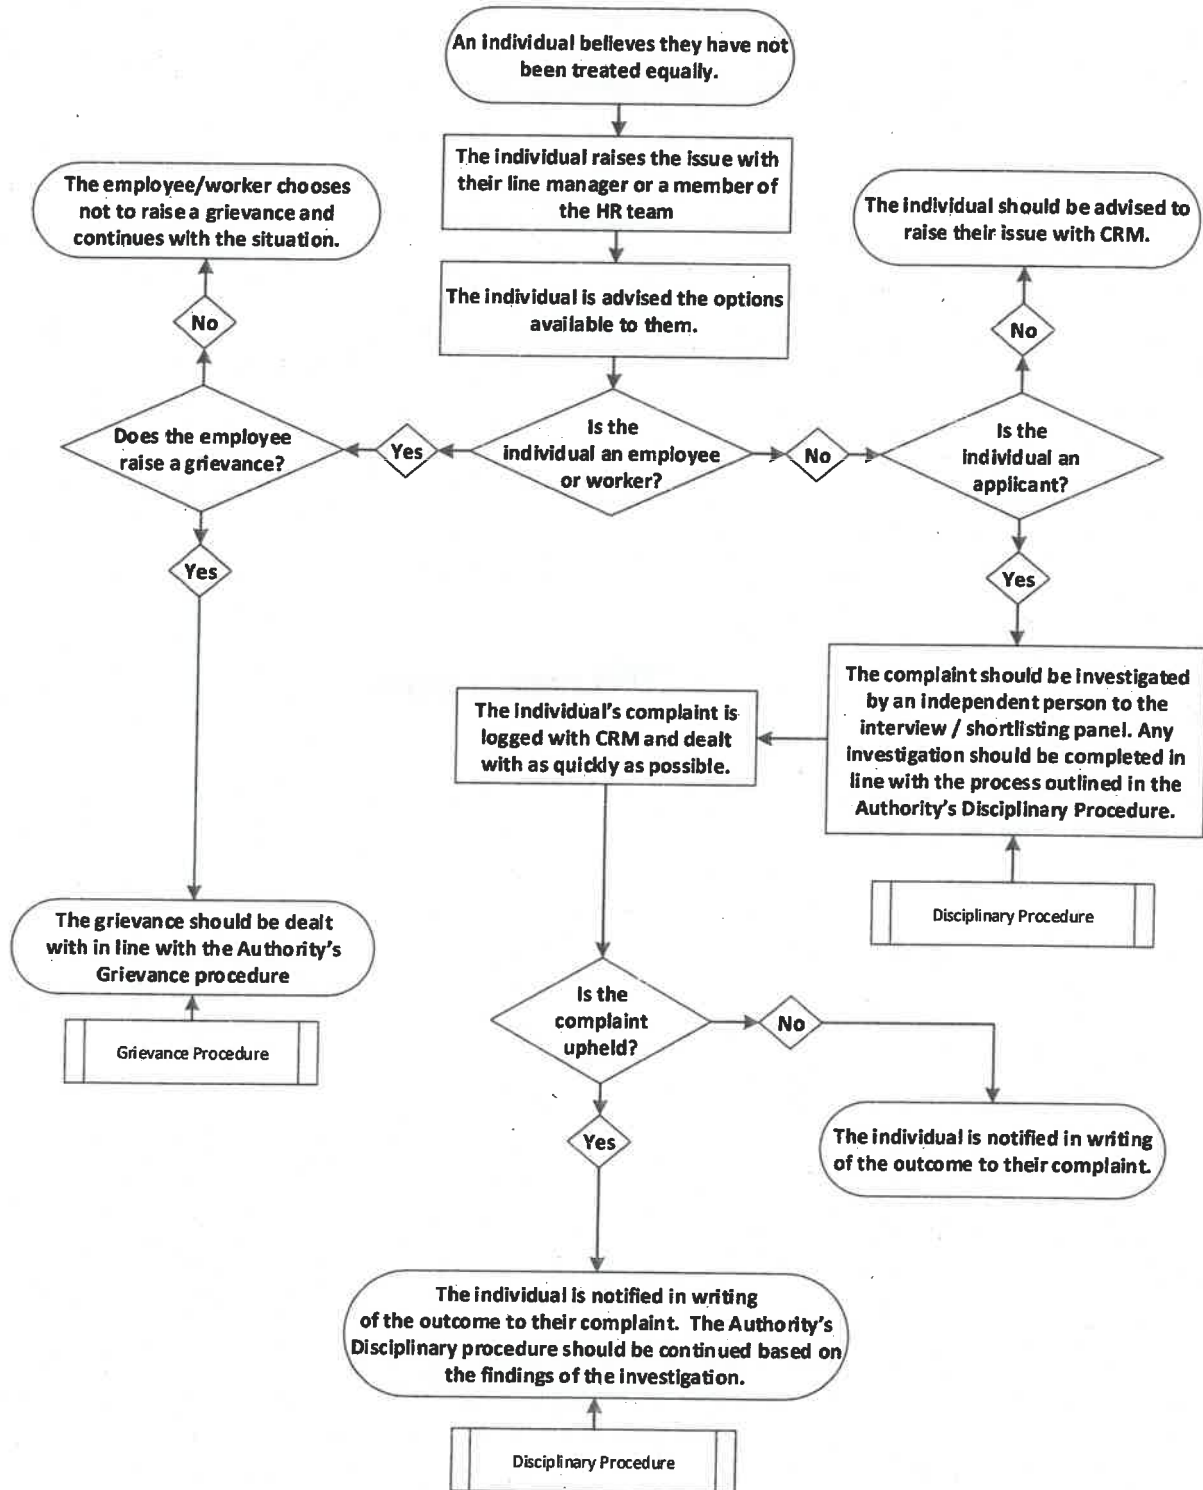 An individual believes they have not
been treated equally.
The individual raises the issue with
their line manager or a member of
the HR team
The employee/worker chooses
not to raise a grievance and
continues with the situation.
The individual should be advised to
raise their issue with CRM.
The individual is advised the options
available to them.
No
No
Does the employee
raise a grievance?
Yes
Is the
individual an employee
or worker?
No
Is the
individual an
applicant?
Yes
Yes
The complaint should be investigated
by an independent person to the
interview / shortlisting panel. Any
investigation should be completed in
line with the process outlined in the
Authority's Disciplinary Procedure.
The individual's complaint is
logged with CRM and dealt
with as quickly as possible.
Disciplinary Procedure
The grievance should be dealt
with in line with the Authority's
Grievance procedure
Grievance Procedure
Is the
complaint
upheld?
No
Yes
The individual is notified in writing
of the outcome to their complaint.
The individual is notified in writing
of the outcome to their complaint. The Authority's
Disciplinary procedure should be continued based on
the findings of the investigation.
Disciplinary Procedure